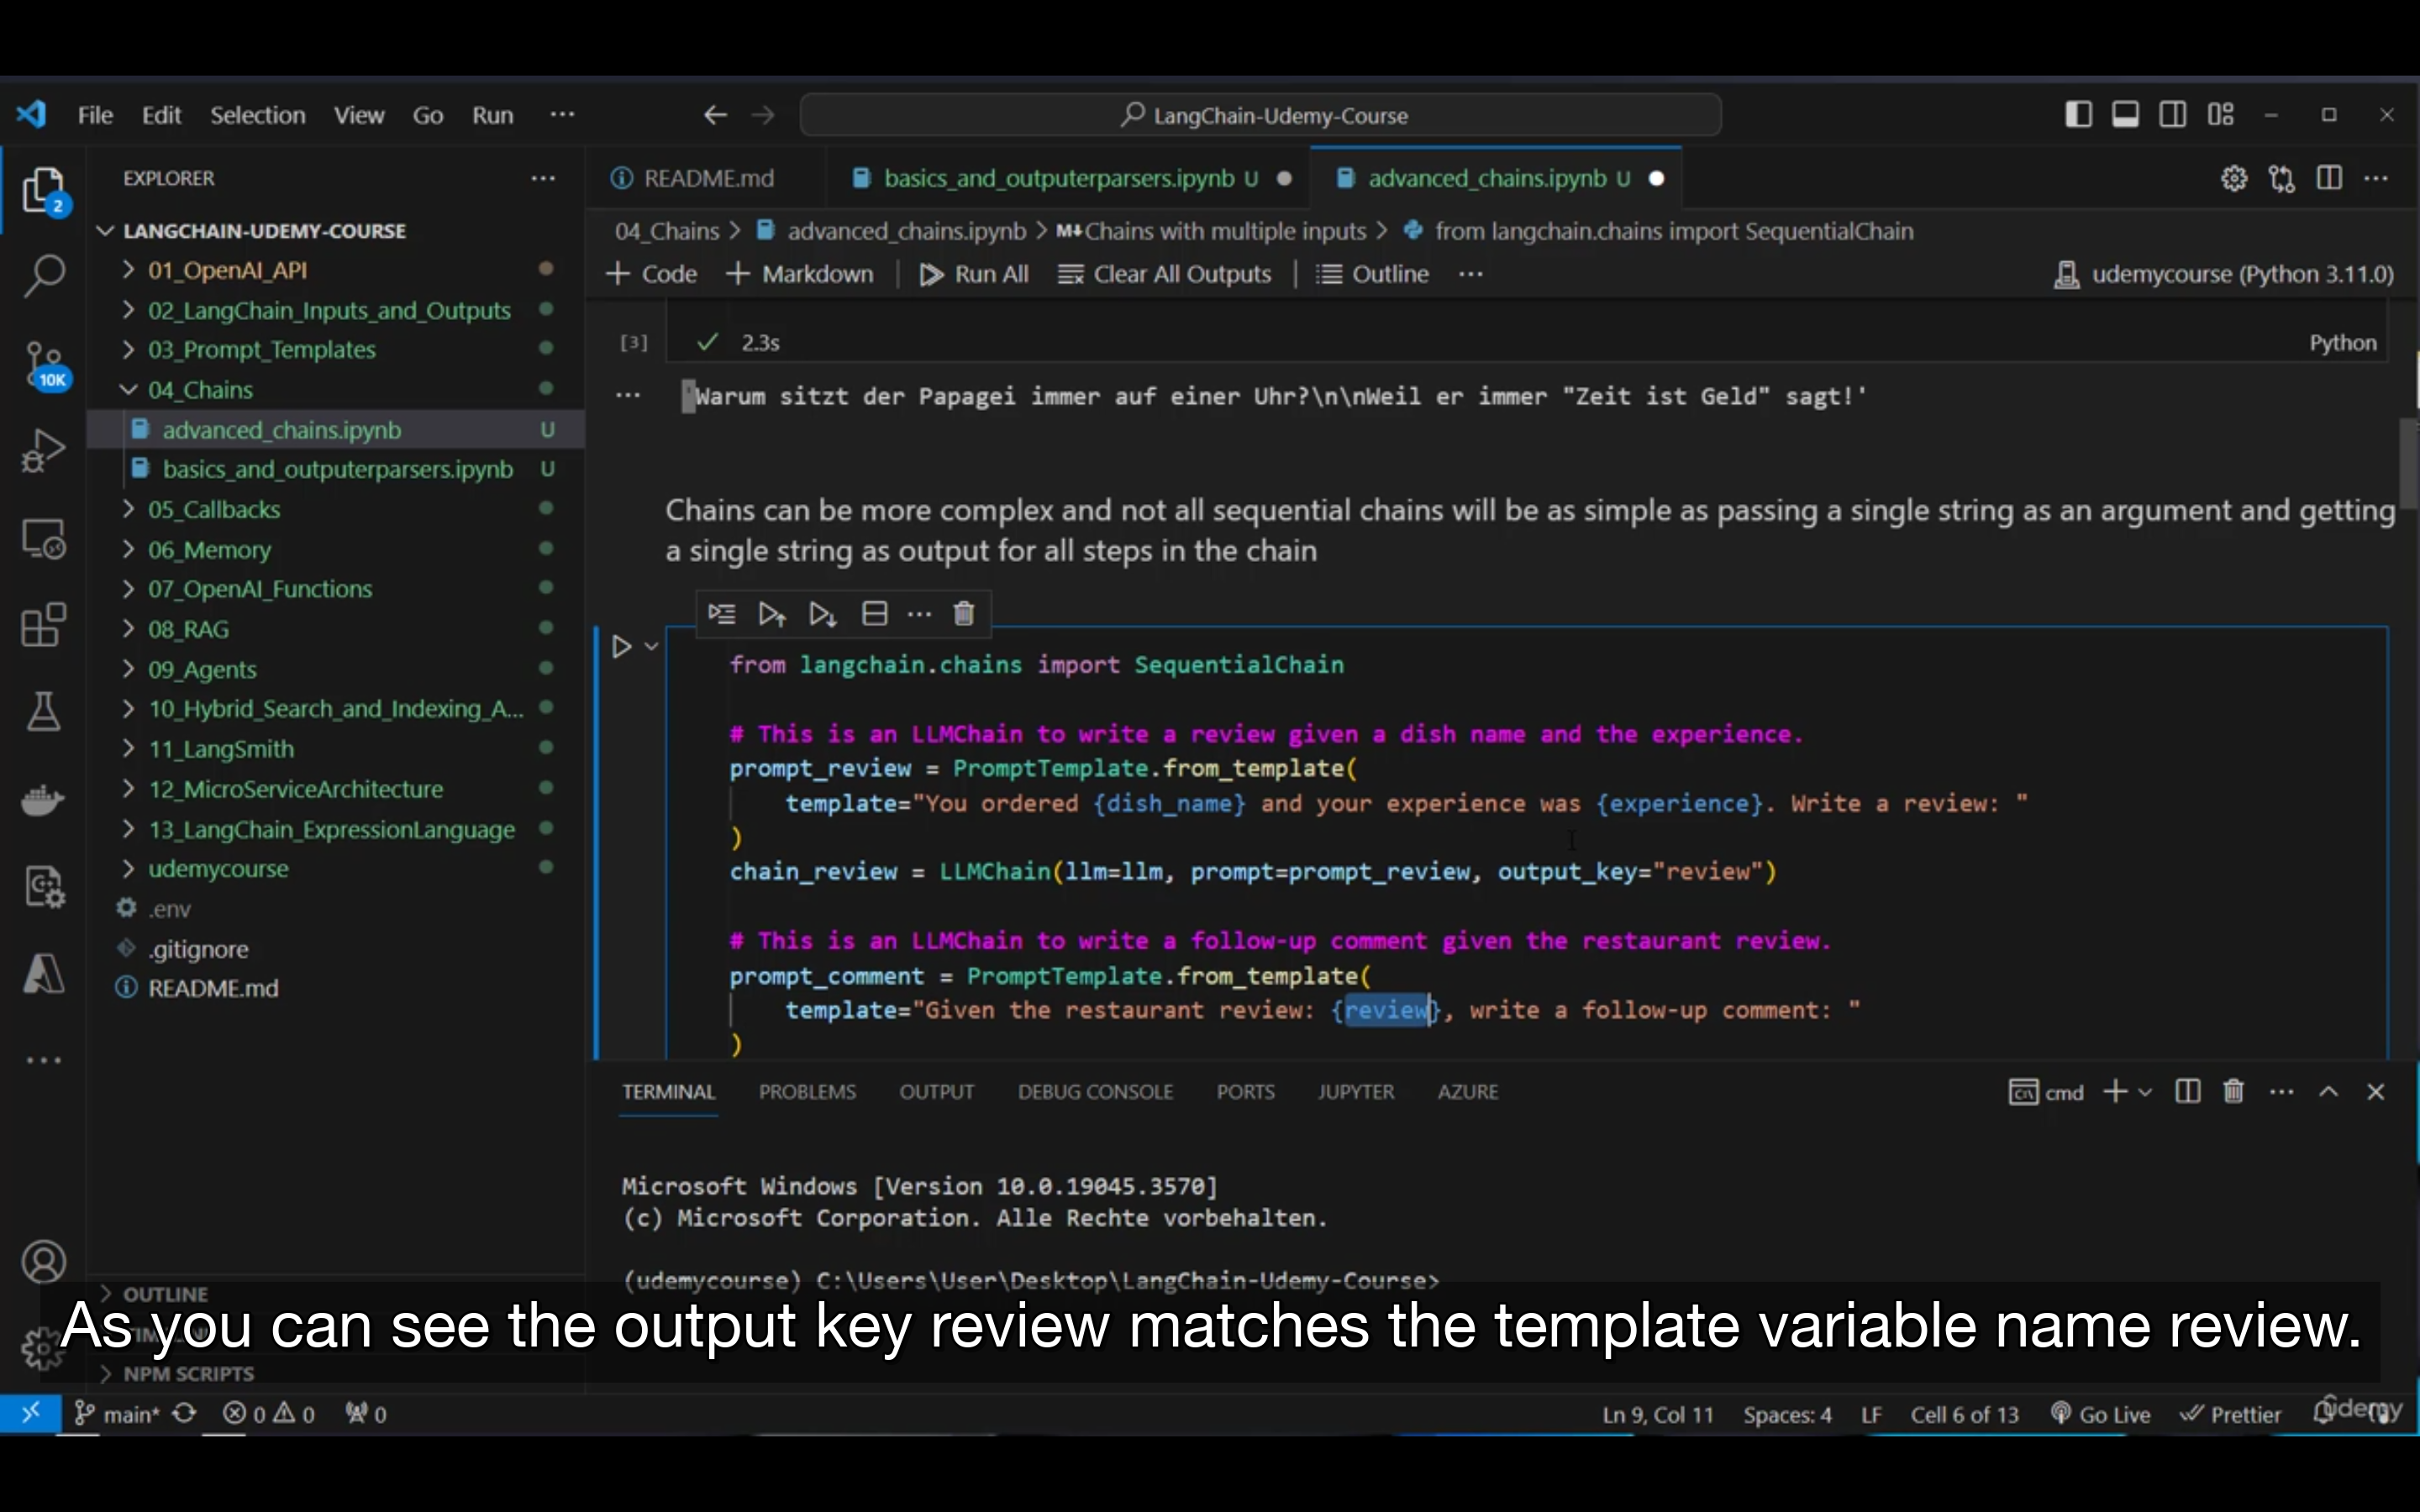 File Edit Selection View Go Run ··· LangChain-Udemy-Course
EXPLORER ···
LANGCHAIN-UDEMY-COURSE
01_OpenAI_API
02_LangChain_Inputs_and_Outputs
03_Prompt_Templates
04_Chains
advanced_chains.ipynb U
basics_and_outputerparsers.ipynb U
05_Callbacks
06_Memory
07_OpenAI_Functions
08_RAG
09_Agents
10_Hybrid_Search_and_Indexing_A...
11_LangSmith
12_MicroServiceArchitecture
13_LangChain_ExpressionLanguage
udemycourse
.env
.gitignore
README.md
OUTLINE
NPM SCRIPTS
2
10K
README.md basics_and_outputerparsers.ipynb U advanced_chains.ipynb U
04_Chains > advanced_chains.ipynb > M↓Chains with multiple inputs > from langchain.chains import SequentialChain
+ Code + Markdown Run All Clear All Outputs Outline ··· udemycourse (Python 3.11.0)
[3] ✓ 2.3s Python
'Warum sitzt der Papagei immer auf einer Uhr?\n\nWeil er immer "Zeit ist Geld" sagt!'
Chains can be more complex and not all sequential chains will be as simple as passing a single string as an argument and getting
a single string as output for all steps in the chain
from langchain.chains import SequentialChain
# This is an LLMChain to write a review given a dish name and the experience.
prompt_review = PromptTemplate.from_template(
template="You ordered {dish_name} and your experience was {experience}. Write a review: "
)
chain_review = LLMChain(llm=llm, prompt=prompt_review, output_key="review")
# This is an LLMChain to write a follow-up comment given the restaurant review.
prompt_comment = PromptTemplate.from_template(
template="Given the restaurant review: {review}, write a follow-up comment: "
)
TERMINAL PROBLEMS OUTPUT DEBUG CONSOLE PORTS JUPYTER AZURE cmd
Microsoft Windows [Version 10.0.19045.3570]
(c) Microsoft Corporation. Alle Rechte vorbehalten.
(udemycourse) C:\Users\User\Desktop\LangChain-Udemy-Course>
As you can see the output key review matches the template variable name review.
main* 0 0 0 Ln 9, Col 11 Spaces: 4 LF Cell 6 of 13 Go Live Prettier
udemy